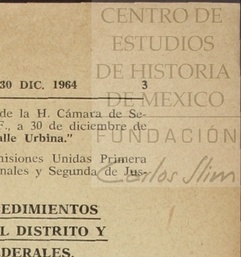 CENTRO DE
ESTUDIOS
DE HISTORIA
DE MEXICO
FUNDACIÓN
Carlos Slim
30 DIC. 1964 3
de la H. Cámara de Se-
F., a 30 de diciembre de
alle Urbina."
misiones Unidas Primera
nales y Segunda de Jus-
EDIMIENTOS
L DISTRITO Y
DERALES.